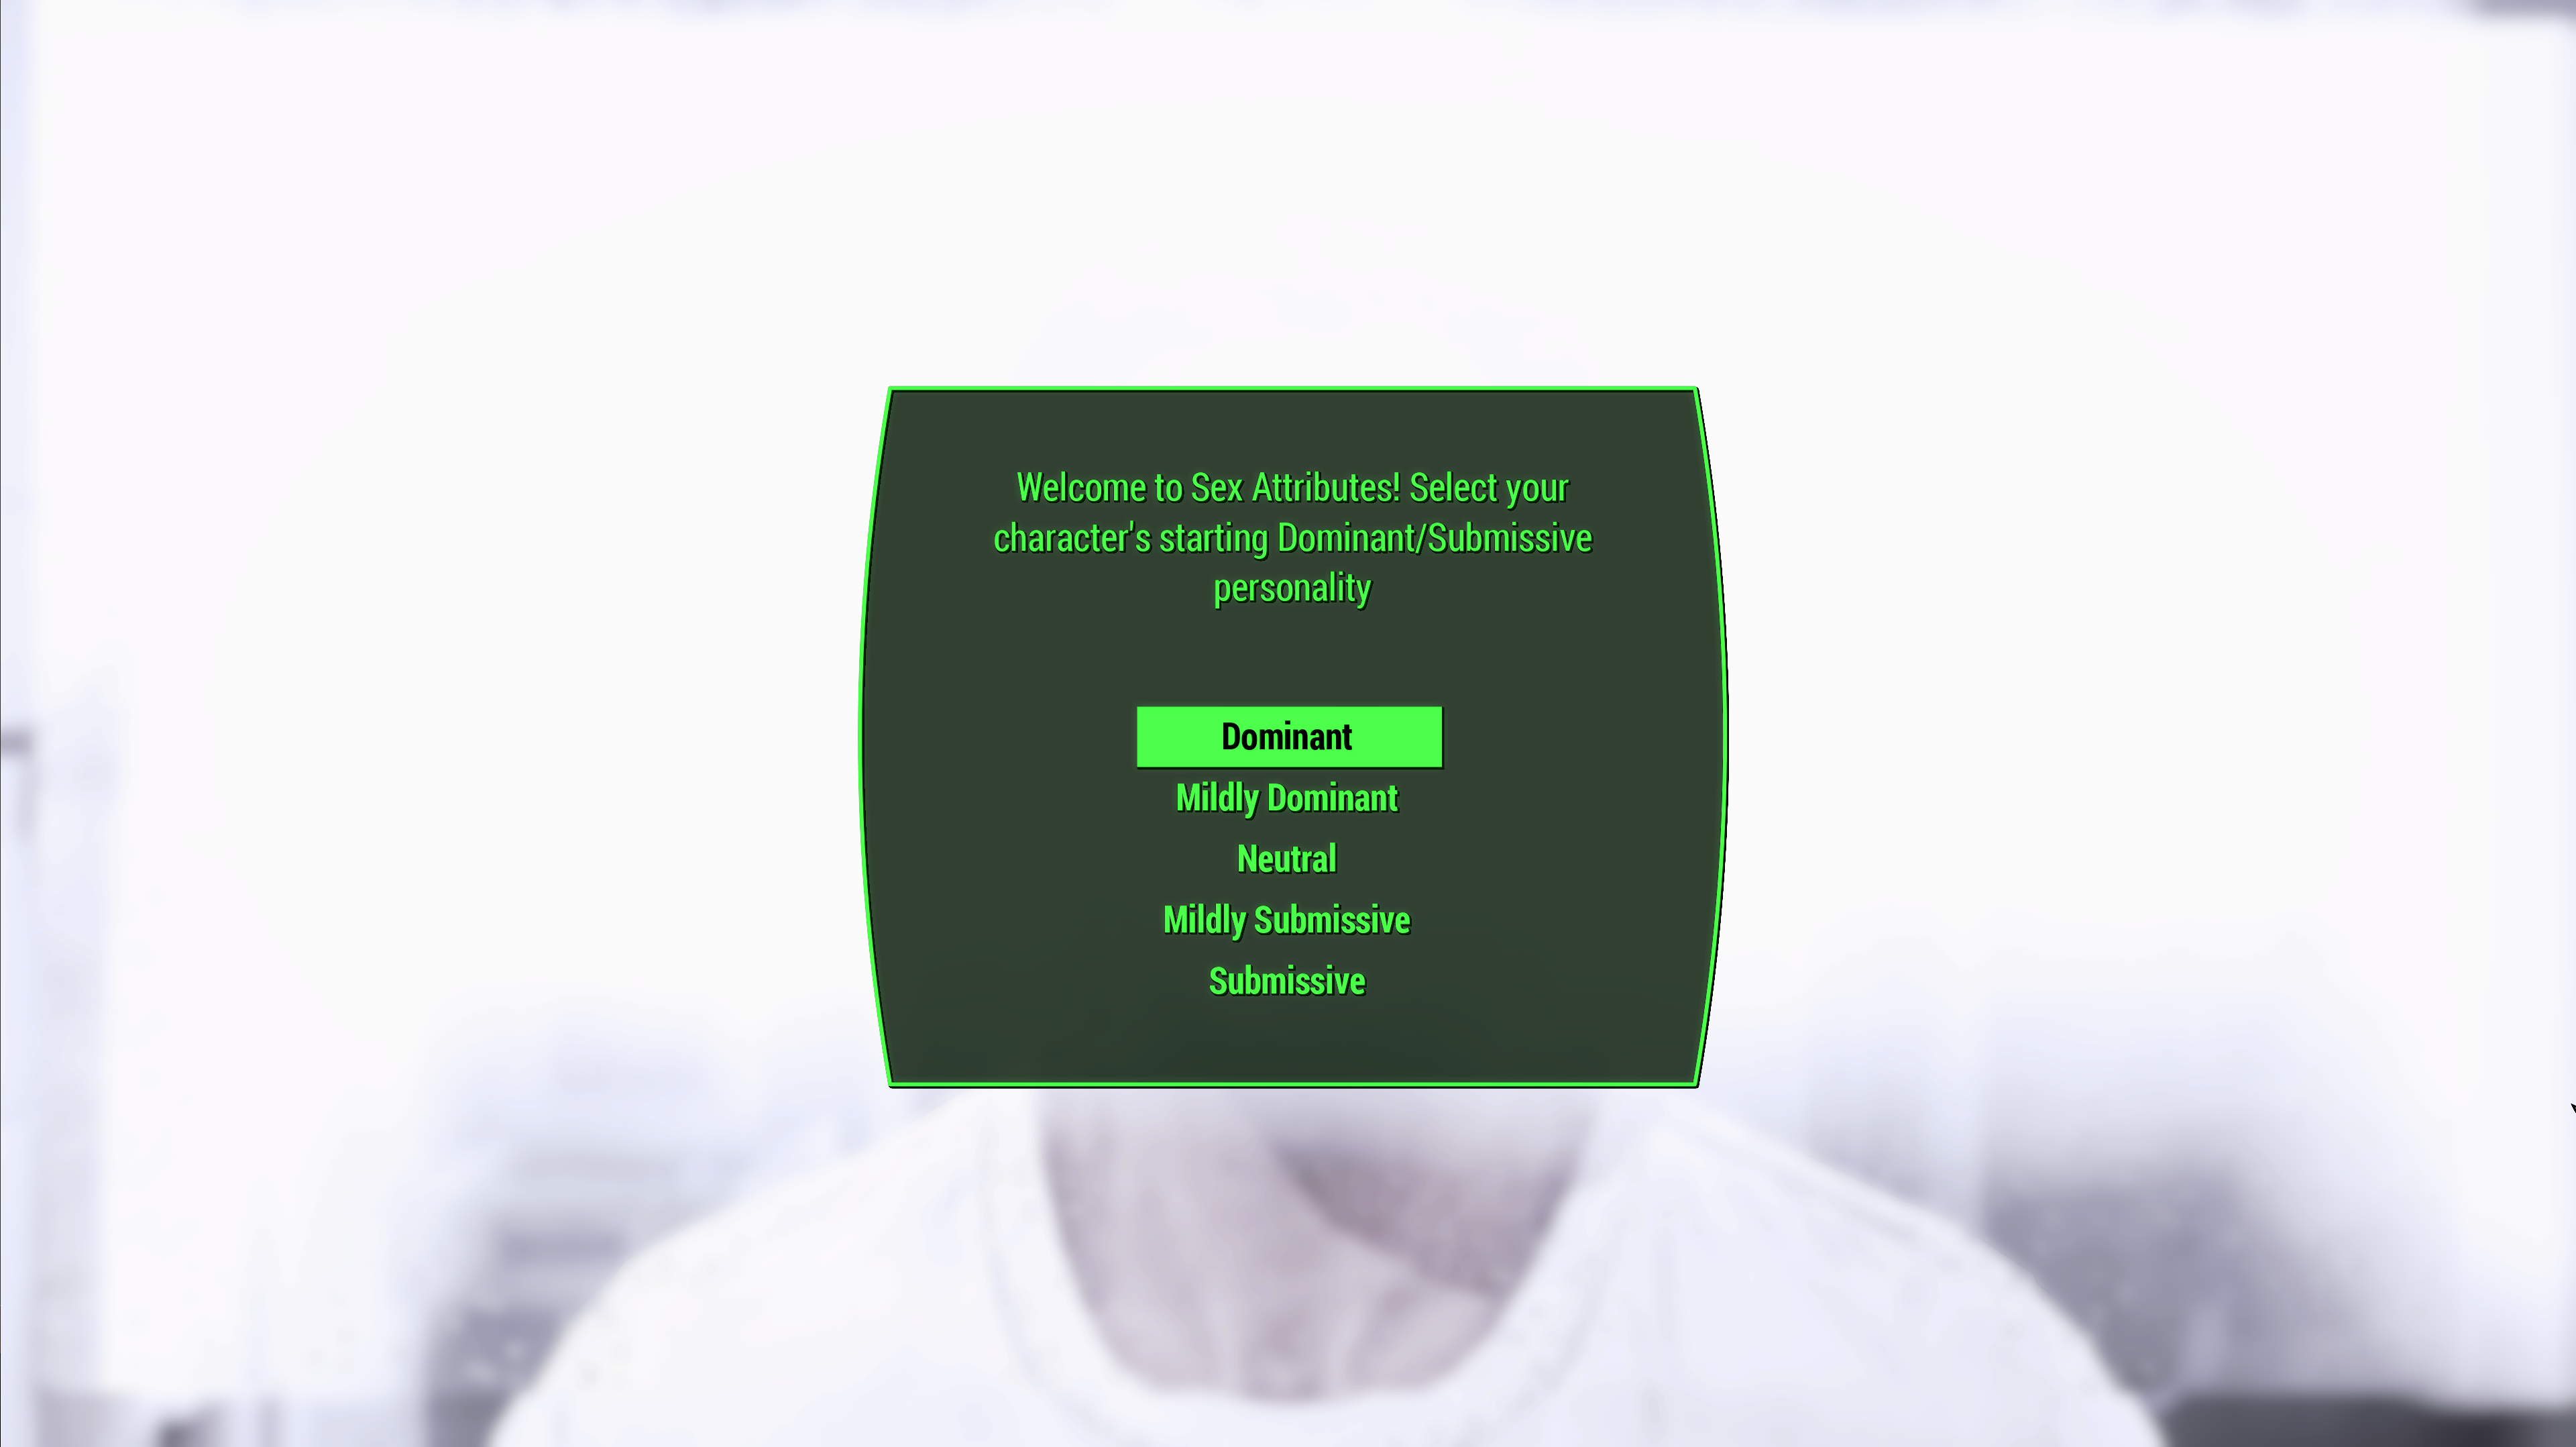 Welcome to Sex Attributes! Select your
character's starting Dominant/Submissive
personality
Dominant
Mildly Dominant
Neutral
Mildly Submissive
Submissive